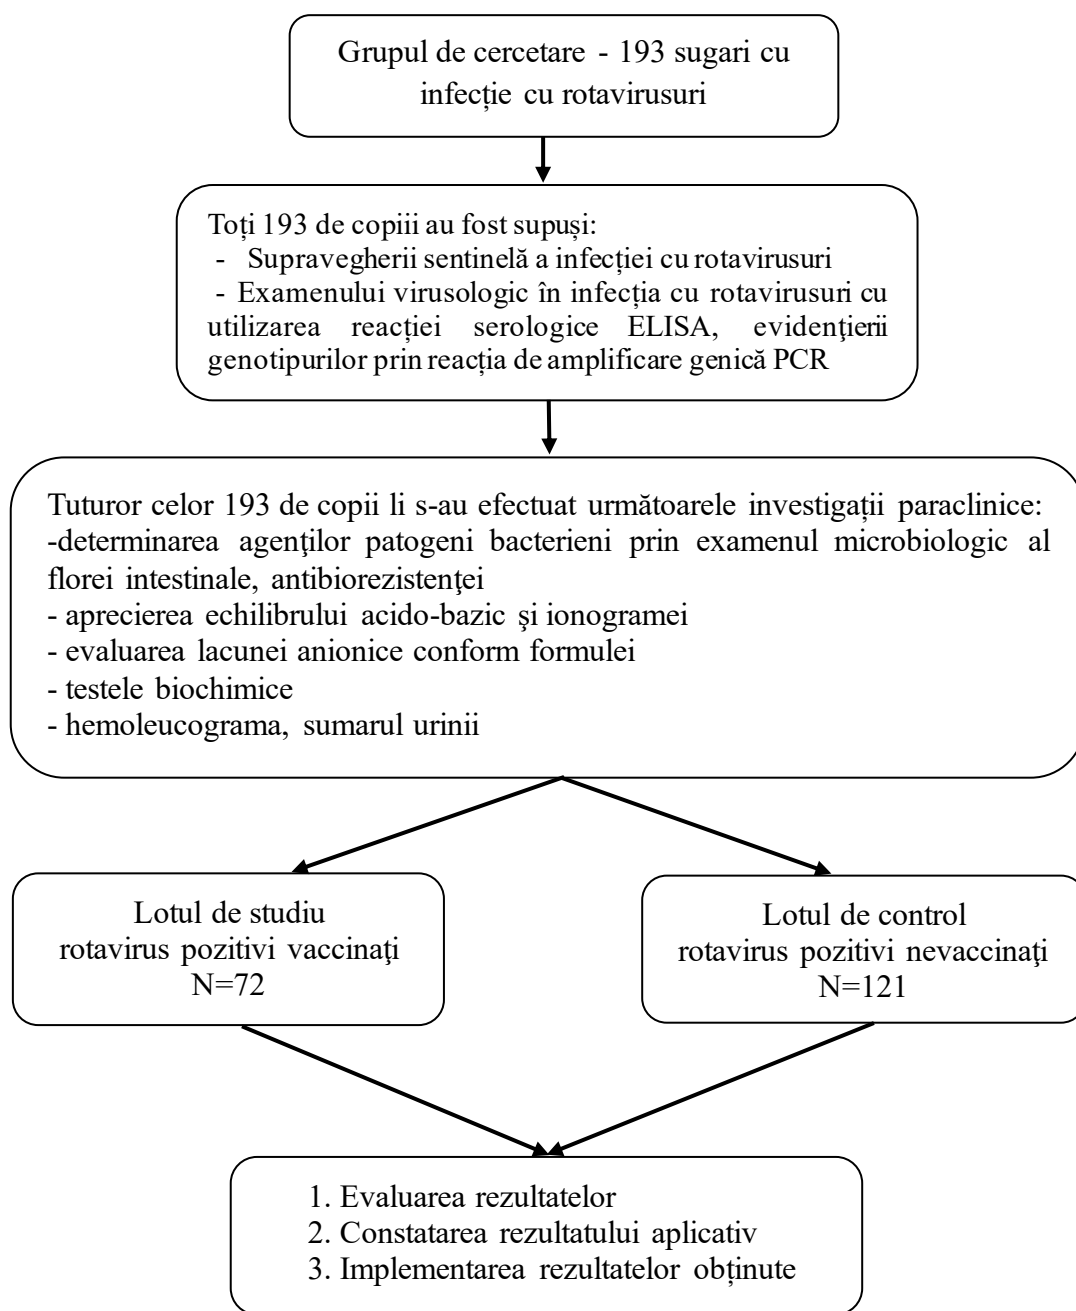 Grupul de cercetare - 193 sugari cu
infecție cu rotavirusuri
Toți 193 de copiii au fost supuși:
- Supravegherii sentinelă a infecției cu rotavirusuri
- Examenului virusologic în infecția cu rotavirusuri cu
utilizarea reacției serologice ELISA, evidenţierii
genotipurilor prin reacția de amplificare genică PCR
Tuturor celor 193 de copii li s-au efectuat următoarele investigații paraclinice:
-determinarea agenţilor patogeni bacterieni prin examenul microbiologic al
florei intestinale, antibiorezistenţei
- aprecierea echilibrului acido-bazic şi ionogramei
- evaluarea lacunei anionice conform formulei
- testele biochimice
- hemoleucograma, sumarul urinii
Lotul de studiu
rotavirus pozitivi vaccinaţi
N=72
Lotul de control
rotavirus pozitivi nevaccinaţi
N=121
1. Evaluarea rezultatelor
2. Constatarea rezultatului aplicativ
3. Implementarea rezultatelor obținute